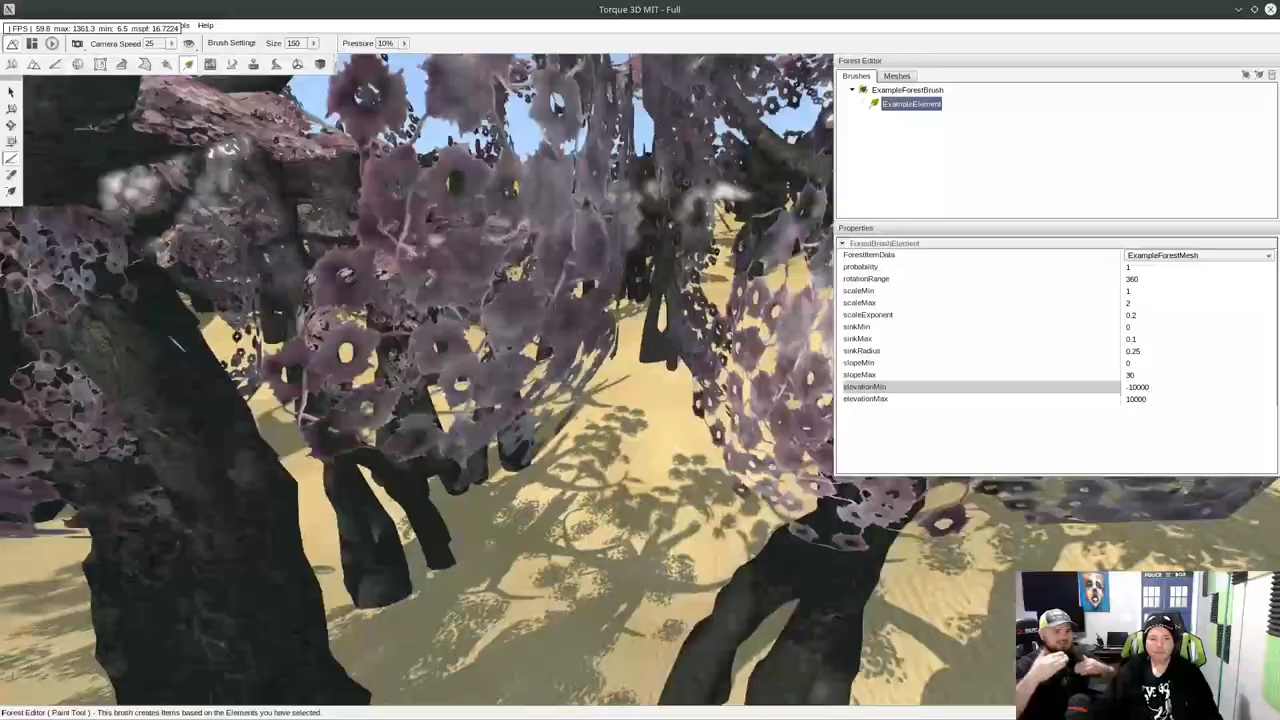 Torque 3D MIT - Full
| FPS | 59.8 max: 1361.3 min: 6.5 mspf: 16.7224
ols Help
Camera Speed 25 Brush Settings Size 150 Pressure 10%
Forest Editor
Brushes Meshes
ExampleForestBrush
ExampleElement
Properties
ForestBrushElement
ForestItemData ExampleForestMesh
probability 1
rotationRange 360
scaleMin 1
scaleMax 2
scaleExponent 0.2
sinkMin 0
sinkMax 0.1
sinkRadius 0.25
slopeMin 0
slopeMax 30
elevationMin -10000
elevationMax 10000
POLICE BOX
Forest Editor ( Paint Tool ) - This brush creates Items based on the Elements you have selected.